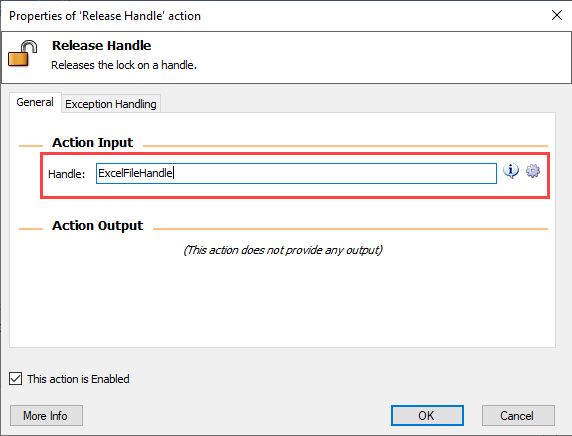 Properties of 'Release Handle' action
Release Handle
Releases the lock on a handle.
General
Exception Handling
Action Input
Handle:
ExcelFileHandle
Action Output
(This action does not provide any output)
This action is Enabled
More Info
OK
Cancel